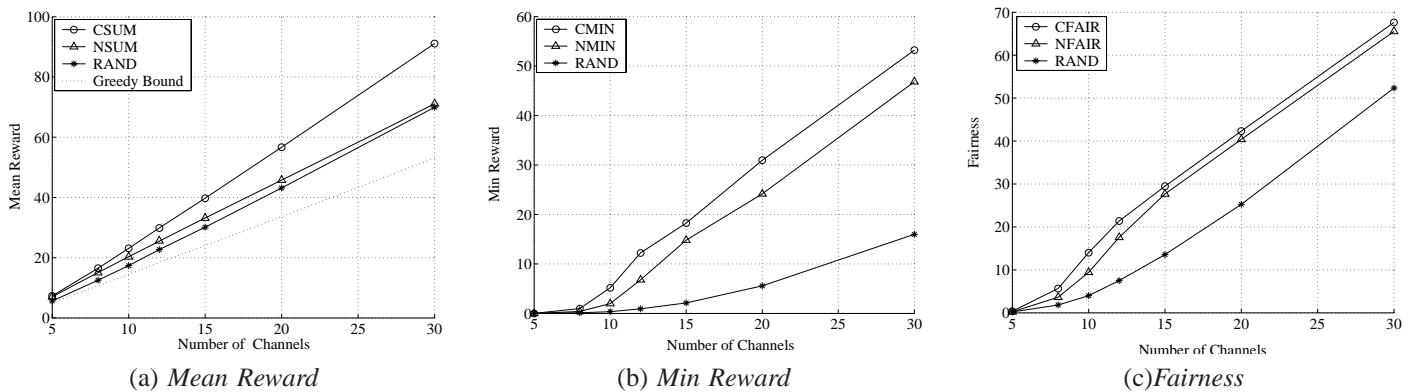 100
80
60
40
20
0
5
10
15
20
25
30
Mean Reward
Number of Channels
CSUM
NSUM
RAND
Greedy Bound
(a) Mean Reward
60
50
40
30
20
10
0
5
10
15
20
25
30
Min Reward
Number of Channels
CMIN
NMIN
RAND
(b) Min Reward
70
60
50
40
30
20
10
0
5
10
15
20
25
30
Fairness
Number of Channels
CFAIR
NFAIR
RAND
(c)Fairness